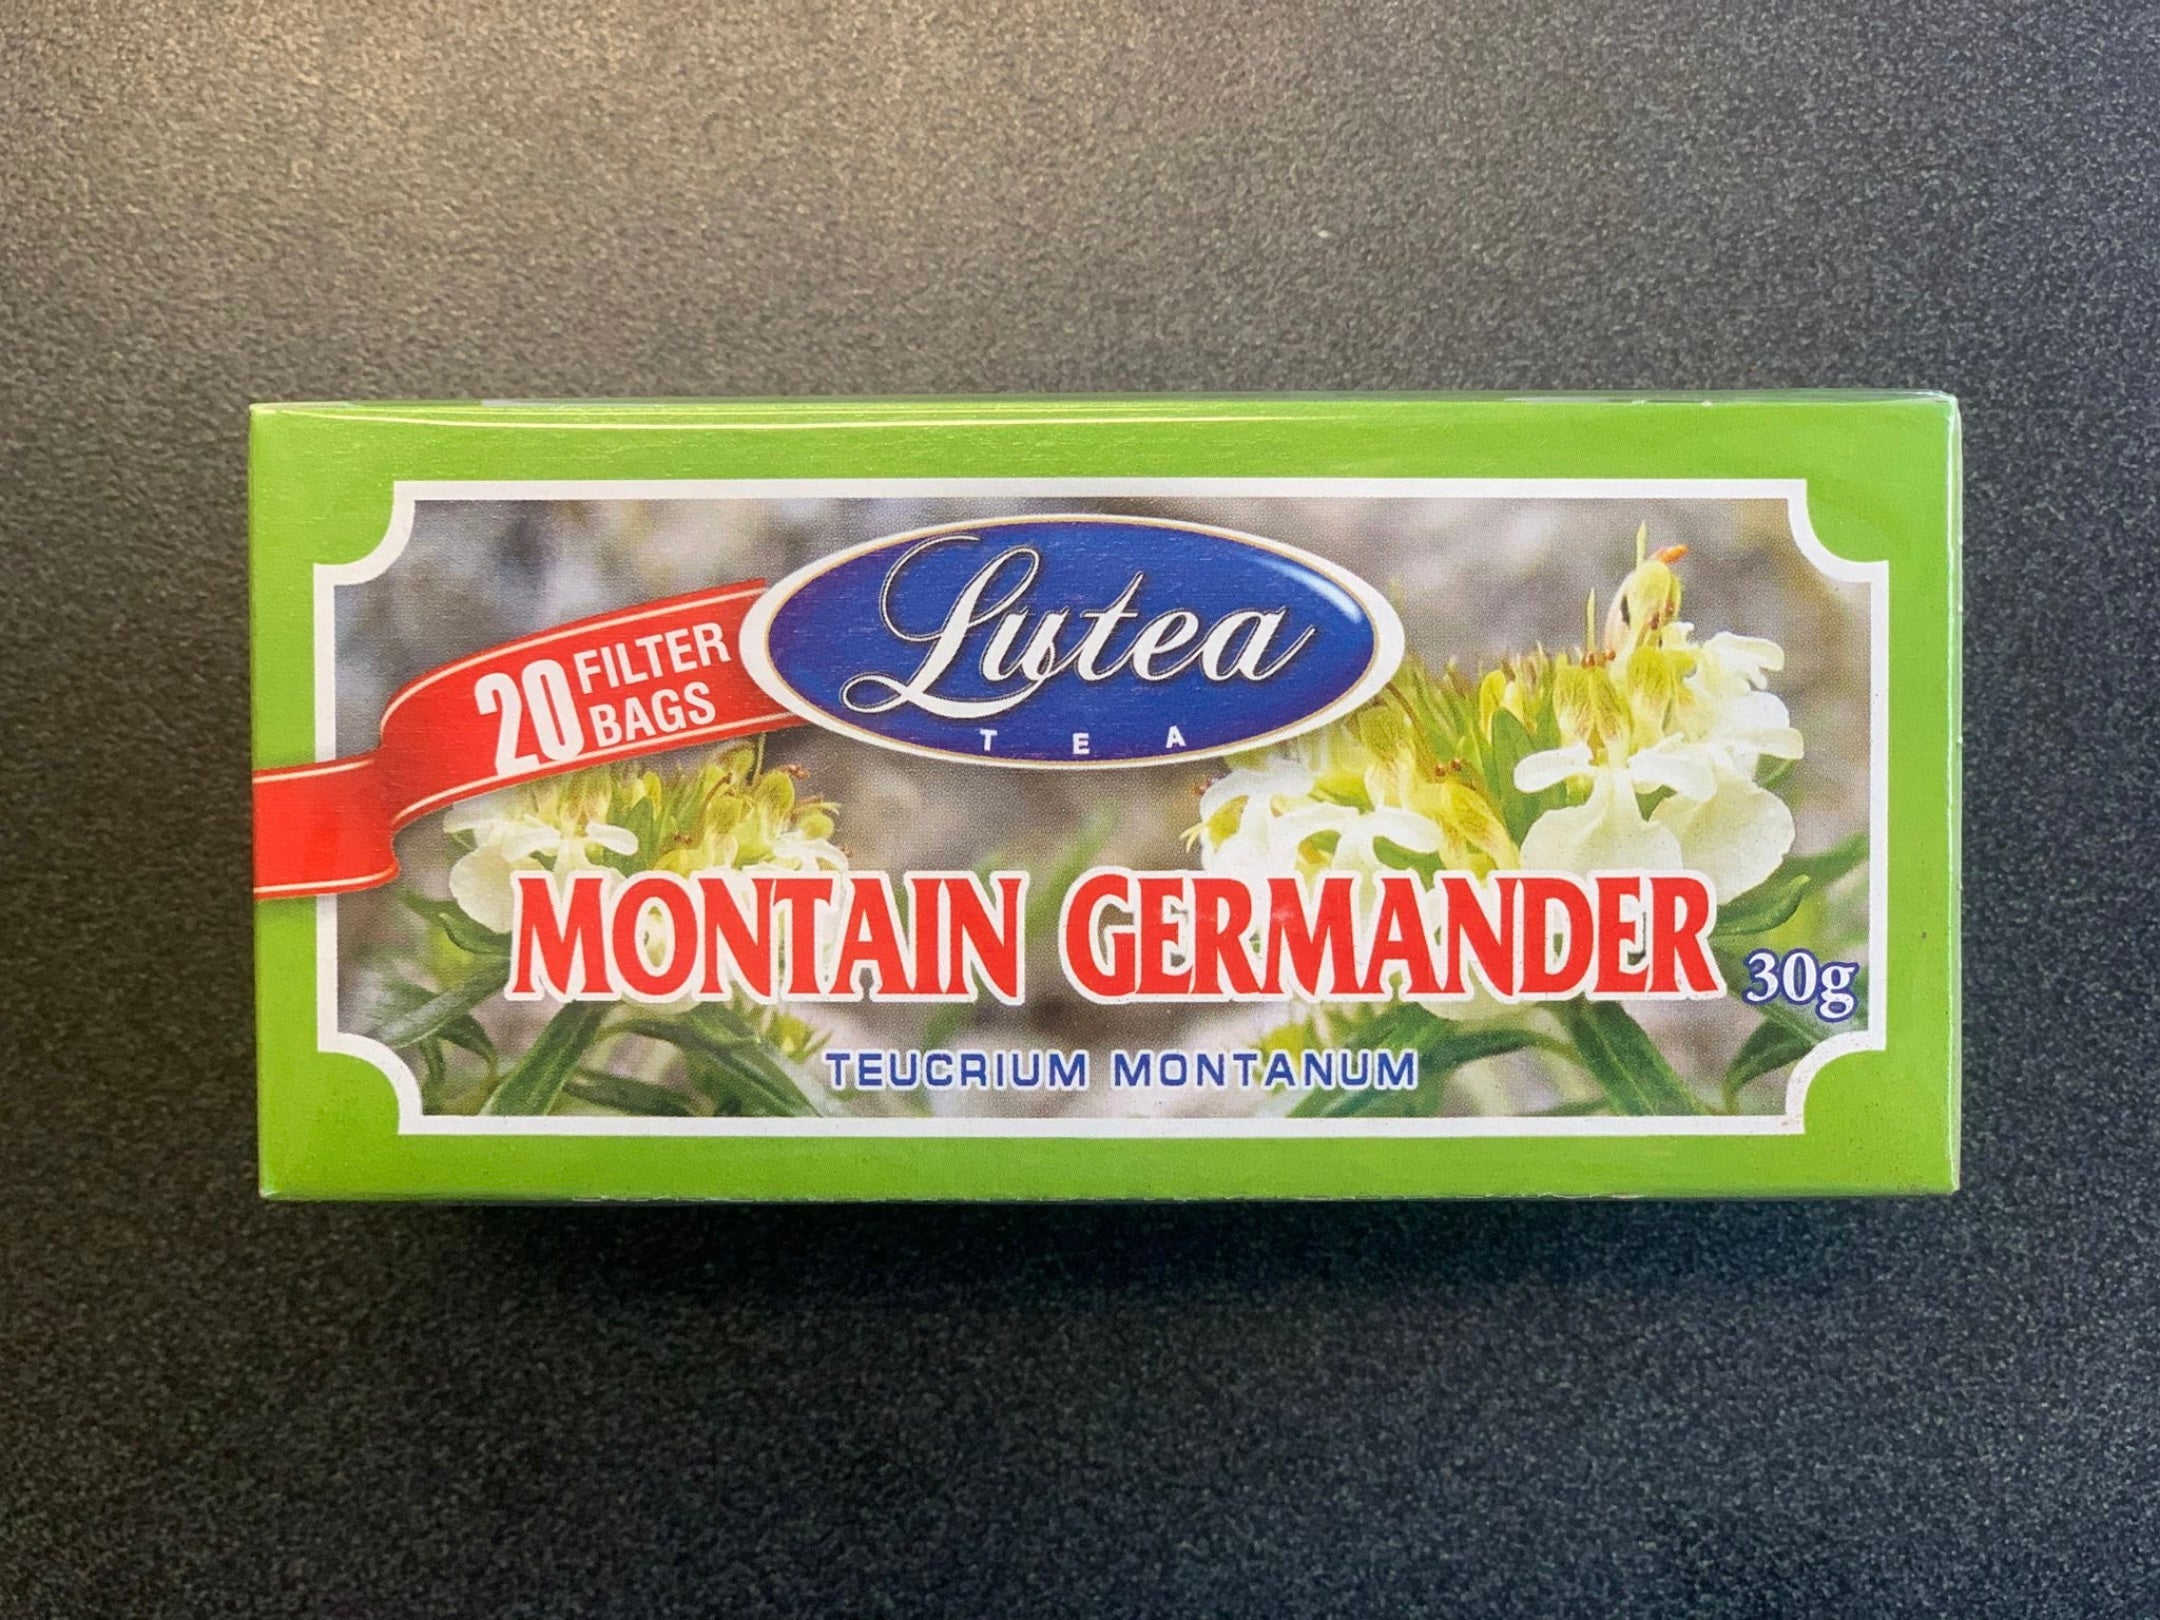 Lutea
TEA
20 FILTER
BAGS
MONTAIN GERMANDER
30g
TEUCRIUM MONTANUM